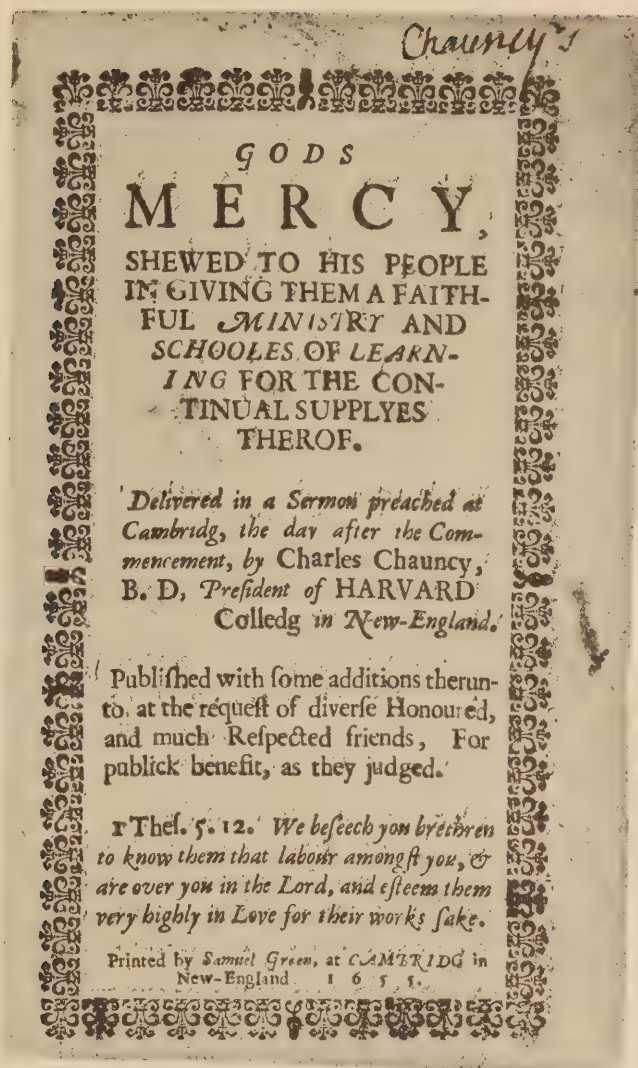 Chauncy's
GODS
MERCY,
SHEWED TO HIS PEOPLE
IN GIVING THEM A FAITH-
FUL MINISTRY AND
SCHOOLES OF LEARN-
ING FOR THE CON-
TINUAL SUPPLYES
THEROF.
Delivered in a Sermon preached at
Cambridg, the day after the Com-
mencement, by Charles Chauncy,
B. D, Preſident of HARVARD
Colledg in New-England.
Publiſhed with ſome additions therun-
to at the requeſt of diverſe Honoured,
and much Reſpected friends, For
publick benefit, as they judged.
1 Theſ. 5. 12. We beſeech you brethren
to know them that labour amongſt you, &
are over you in the Lord, and eſteem them
very highly in Love for their works ſake.
Printed by Samuel Green, at CAMBRIDG in
New-England 1655.